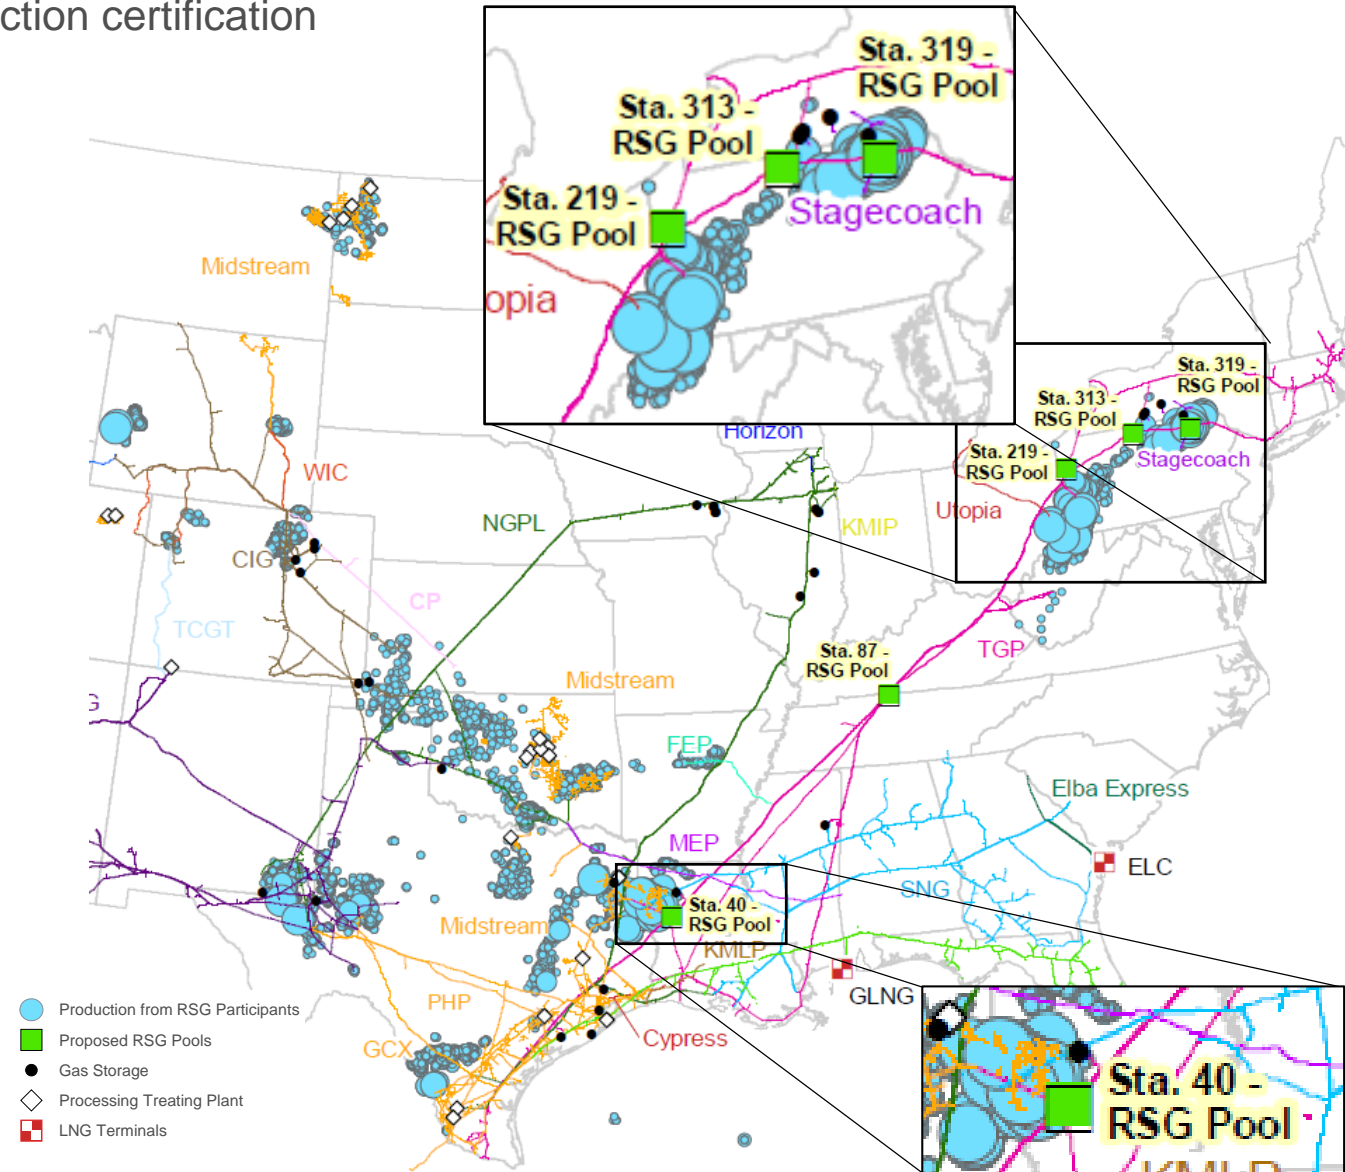 ction certification
Sta. 319 -
RSG Pool
Sta. 313 -
RSG Pool
Sta. 219 -
RSG Pool
Stagecoach
opia
Midstream
Sta. 319 -
RSG Pool
Sta. 313 -
RSG Pool
Sta. 219 -
RSG Pool
Stagecoach
Horizon
WIC
NGPL
KMIP
Utopia
CIG
CP
TCGT
TGP
Sta. 87 -
RSG Pool
Midstream
G
FEP
Elba Express
MEP
ELC
SNG
Sta. 40 -
RSG Pool
Midstream
KMLP
GLNG
PHP
Cypress
GCX
Sta. 40 -
RSG Pool
KMLP
Production from RSG Participants
Proposed RSG Pools
Gas Storage
Processing Treating Plant
LNG Terminals